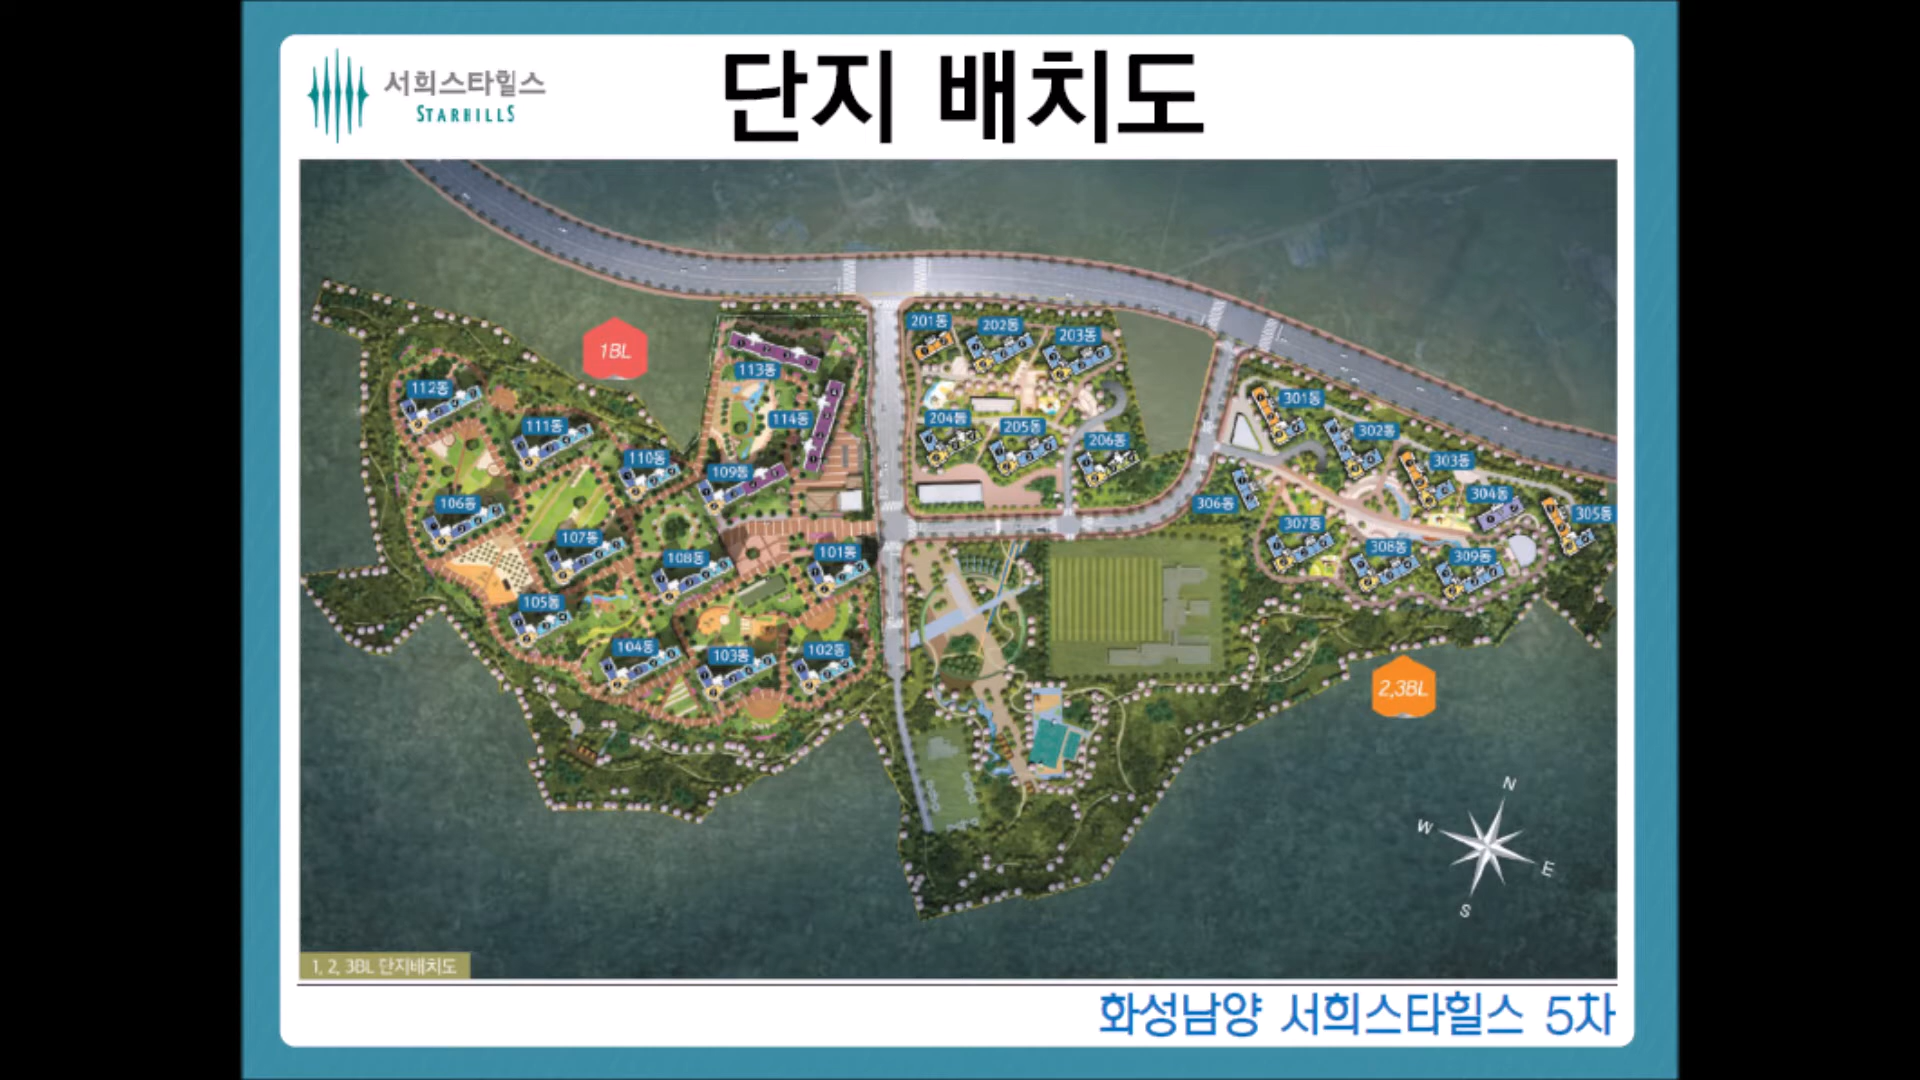 서희스타힐스
STARHILLS
단지 배치도
1BL
201동
202동
203동
113동
112동
114동
111동
110동
109동
204동
205동
206동
301동
302동
303동
304동
305동
306동
307동
308동
309동
106동
107동
108동
101동
105동
104동
103동
102동
2,3BL
N
W
E
S
1, 2, 3BL 단지배치도
화성남양 서희스타힐스 5차